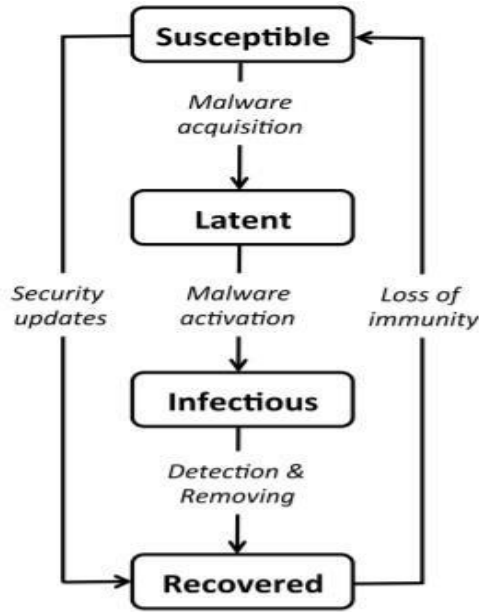 Susceptible
Malware
acquisition
Latent
Security
updates
Malware
activation
Loss of
immunity
Infectious
Detection &
Removing
Recovered